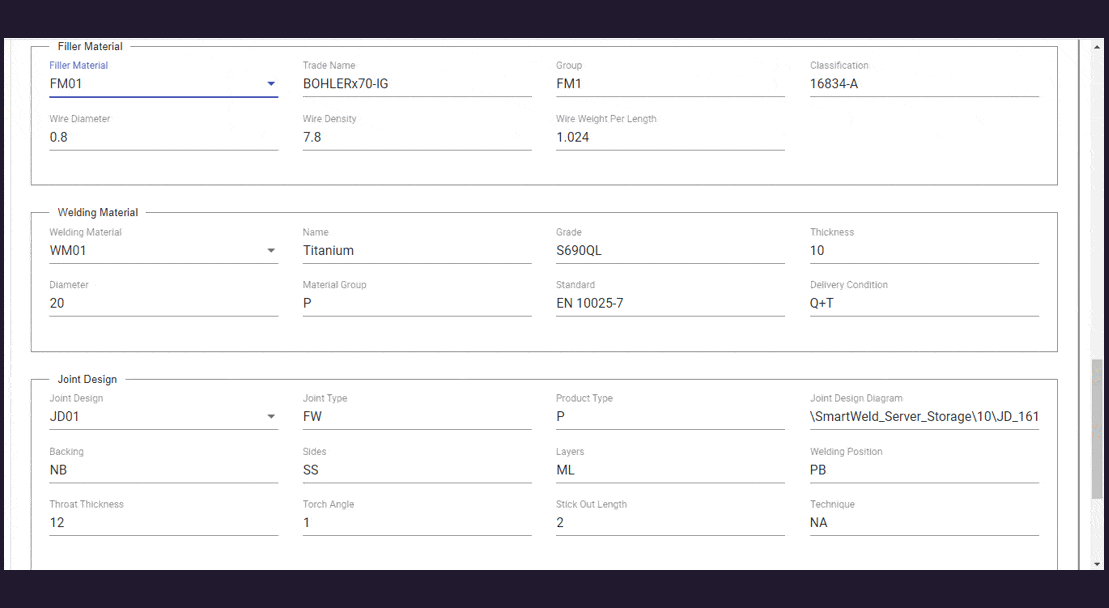 Filler Material
Filler Material Trade Name Group Classification
FM01 BOHLERx70-IG FM1 16834-A
Wire Diameter Wire Density Wire Weight Per Length
0.8 7.8 1.024
Welding Material
Welding Material Name Grade Thickness
WM01 Titanium S690QL 10
Diameter Material Group Standard Delivery Condition
20 P EN 10025-7 Q+T
Joint Design
Joint Design Joint Type Product Type Joint Design Diagram
JD01 FW P \SmartWeld_Server_Storage\10\JD_161
Backing Sides Layers Welding Position
NB SS ML PB
Throat Thickness Torch Angle Stick Out Length Technique
12 1 2 NA